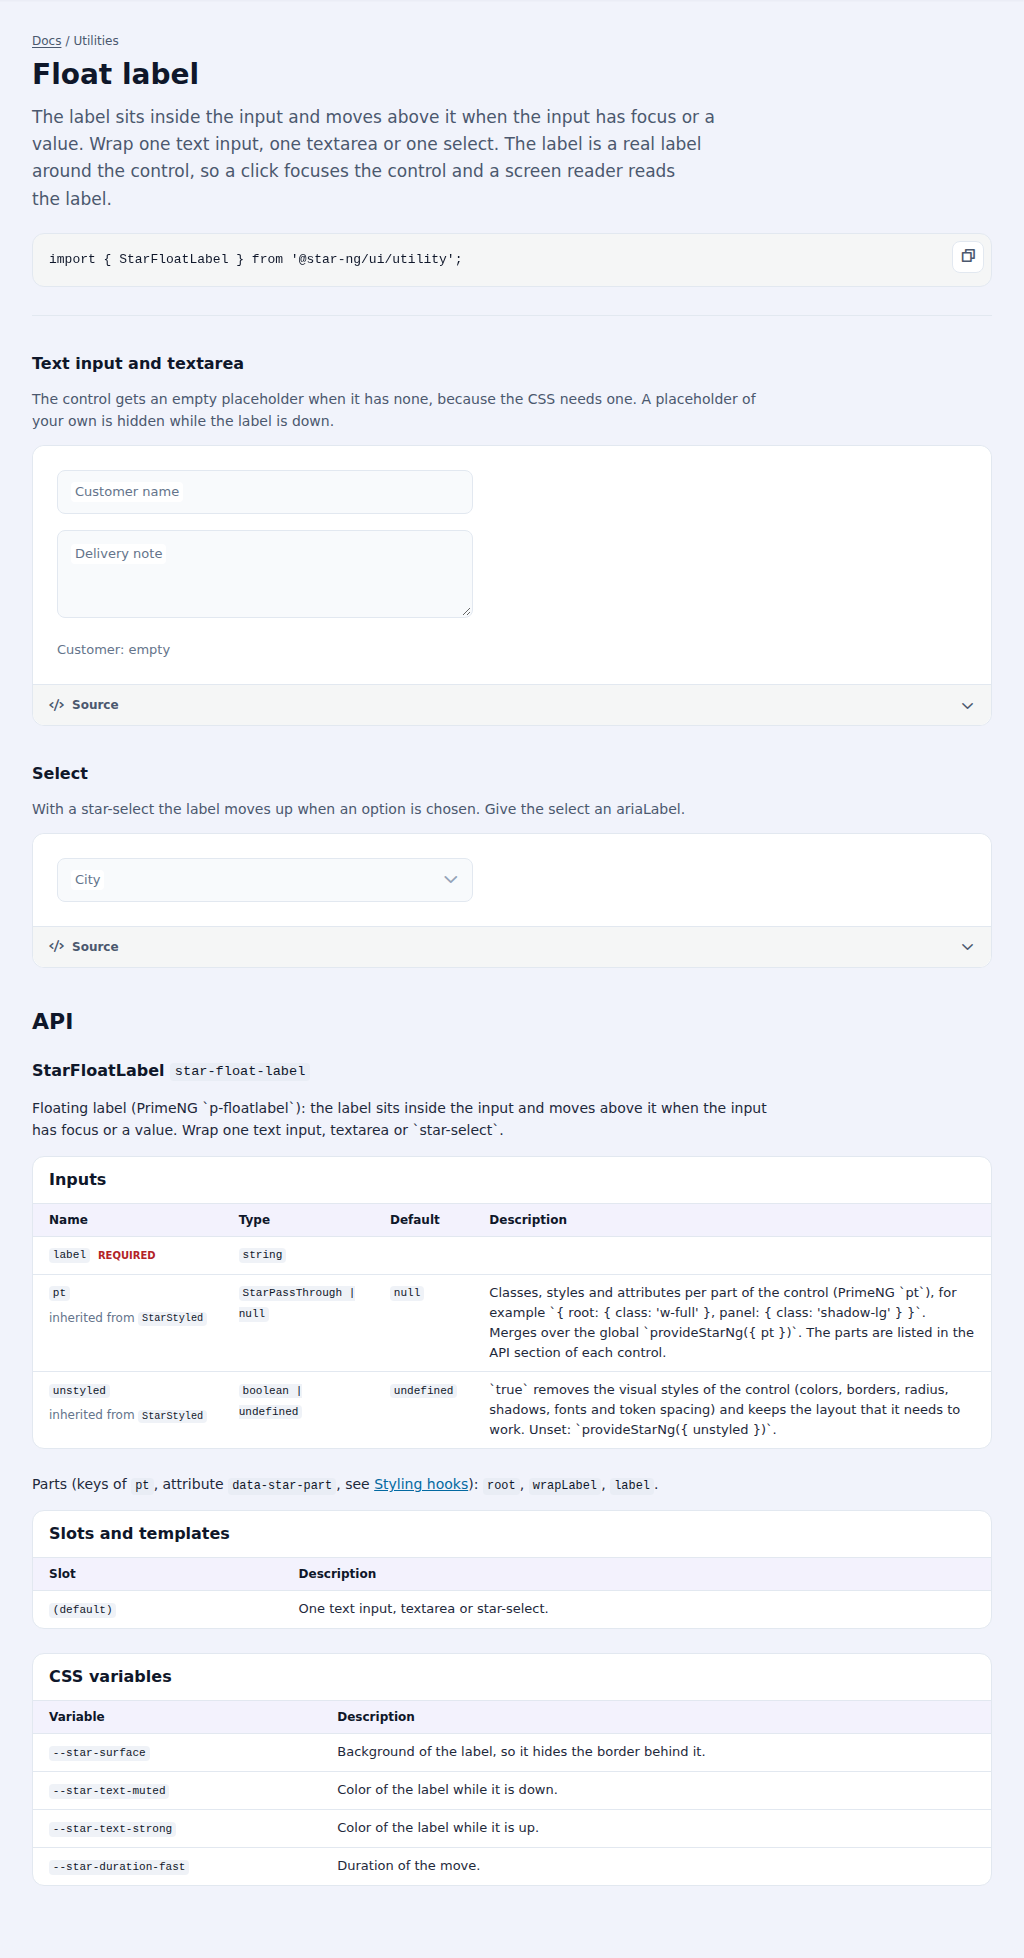 Docs / Utilities
Float label
The label sits inside the input and moves above it when the input has focus or a
value. Wrap one text input, one textarea or one select. The label is a real label
around the control, so a click focuses the control and a screen reader reads
the label.
import { StarFloatLabel } from '@star-ng/ui/utility';
Text input and textarea
The control gets an empty placeholder when it has none, because the CSS needs one. A placeholder of
your own is hidden while the label is down.
Customer name
Delivery note
Customer: empty
Source
Select
With a star-select the label moves up when an option is chosen. Give the select an ariaLabel.
City
Source
API
StarFloatLabel star-float-label
Floating label (PrimeNG `p-floatlabel`): the label sits inside the input and moves above it when the input
has focus or a value. Wrap one text input, textarea or `star-select`.
Inputs
Name Type Default Description
label REQUIRED string
pt StarPassThrough | null Classes, styles and attributes per part of the control (PrimeNG `pt`), for
inherited from StarStyled null example `{ root: { class: 'w-full' }, panel: { class: 'shadow-lg' } }`.
Merges over the global `provideStarNg({ pt })`. The parts are listed in the
API section of each control.
unstyled boolean | undefined `true` removes the visual styles of the control (colors, borders, radius,
inherited from StarStyled undefined shadows, fonts and token spacing) and keeps the layout that it needs to
work. Unset: `provideStarNg({ unstyled })`.
Parts (keys of pt, attribute data-star-part, see Styling hooks): root, wrapLabel, label.
Slots and templates
Slot Description
(default) One text input, textarea or star-select.
CSS variables
Variable Description
--star-surface Background of the label, so it hides the border behind it.
--star-text-muted Color of the label while it is down.
--star-text-strong Color of the label while it is up.
--star-duration-fast Duration of the move.